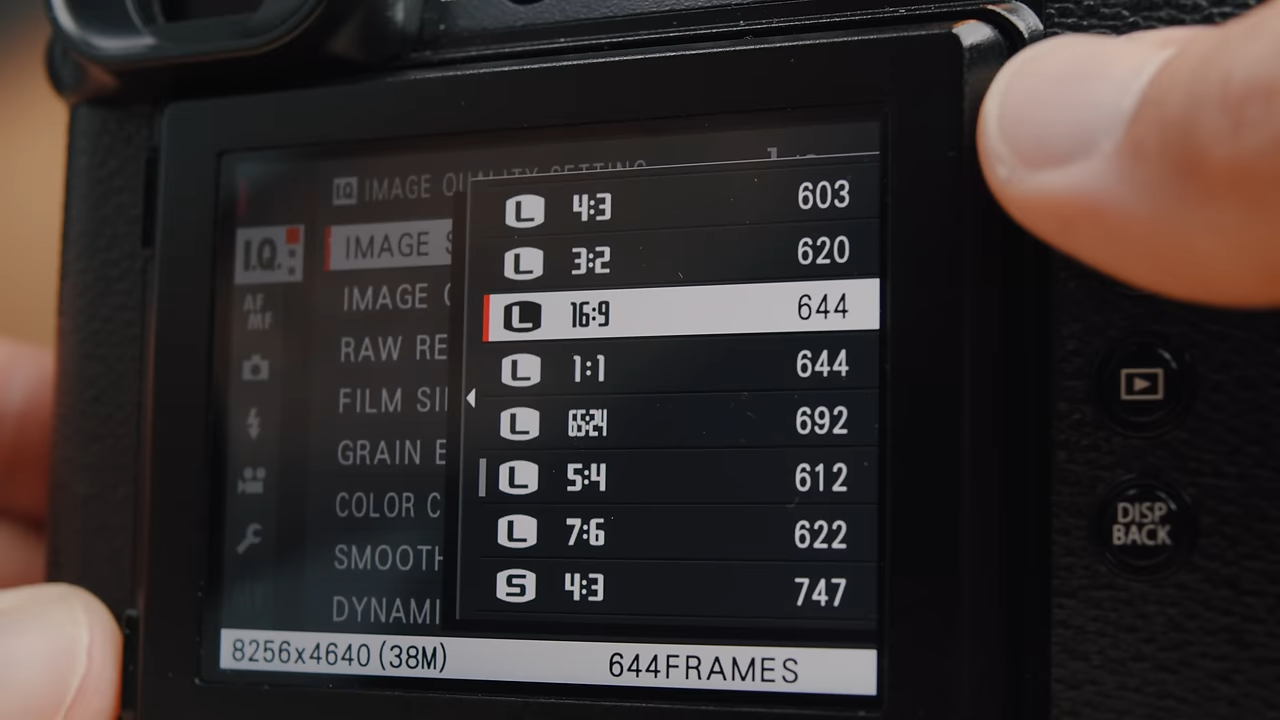 I.Q. IMAGE QUALITY SETTING
I.Q.
AF
MF
IMAGE
IMAGE
RAW RE
FILM
GRAIN
COLOR C
SMOOTH
DYNAMI
L 4:3 603
L 3:2 620
L 16:9 644
L 1:1 644
L 65:24 692
L 5:4 612
L 7:6 622
S 4:3 747
8256x4640(38M) 644FRAMES
DISP
BACK